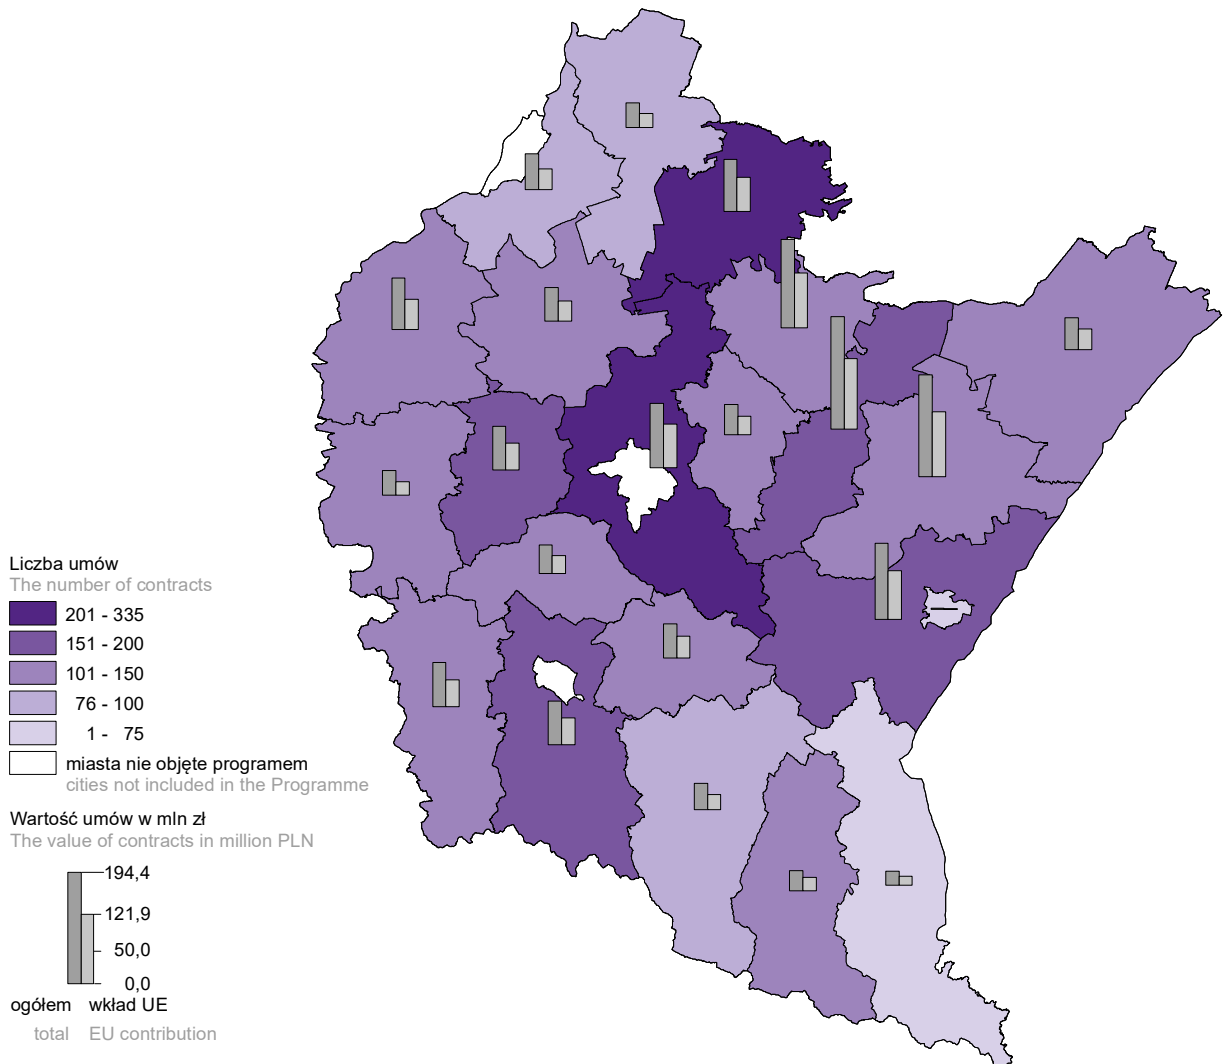 Liczba umów
The number of contracts
201 - 335
151 - 200
101 - 150
76 - 100
1 - 75
miasta nie objęte programem
cities not included in the Programme
Wartość umów w mln zł
The value of contracts in million PLN
194,4
121,9
50,0
0,0
ogółem wkład UE
total EU contribution